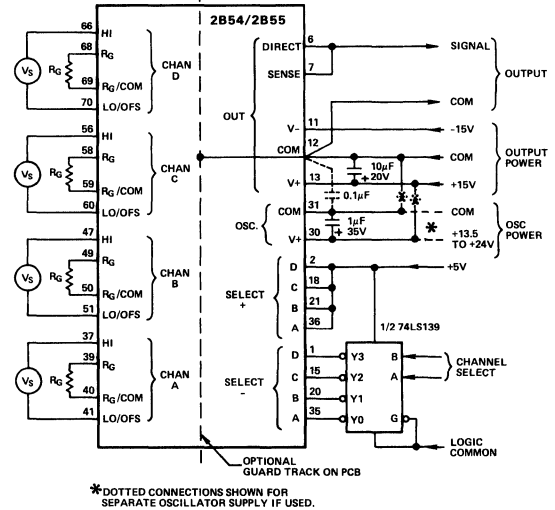 2B54/2B55
66 HI
68 RG
VS RG
69 RG/COM
70 LO/OFS
CHAN D
56 HI
58 RG
VS RG
59 RG/COM
60 LO/OFS
CHAN C
47 HI
49 RG
VS RG
50 RG/COM
51 LO/OFS
CHAN B
37 HI
39 RG
VS RG
40 RG/COM
41 LO/OFS
CHAN A
OUT
DIRECT 6
SENSE 7
V− 11
COM 12
V+ 13
OSC.
COM 31
V+ 30
SELECT +
D 2
C 18
B 21
A 36
SELECT −
D 1
C 15
B 20
A 35
SIGNAL
COM
OUTPUT
-15V
COM
+15V
OUTPUT POWER
10µF
+ 20V
0.1µF
1µF
+ 35V
COM
* +13.5
TO +24V
OSC POWER
+5V
1/2 74LS139
Y3 B
Y2 A
Y1
Y0 G
CHANNEL
SELECT
LOGIC
COMMON
OPTIONAL
GUARD TRACK ON PCB
*DOTTED CONNECTIONS SHOWN FOR
SEPARATE OSCILLATOR SUPPLY IF USED.